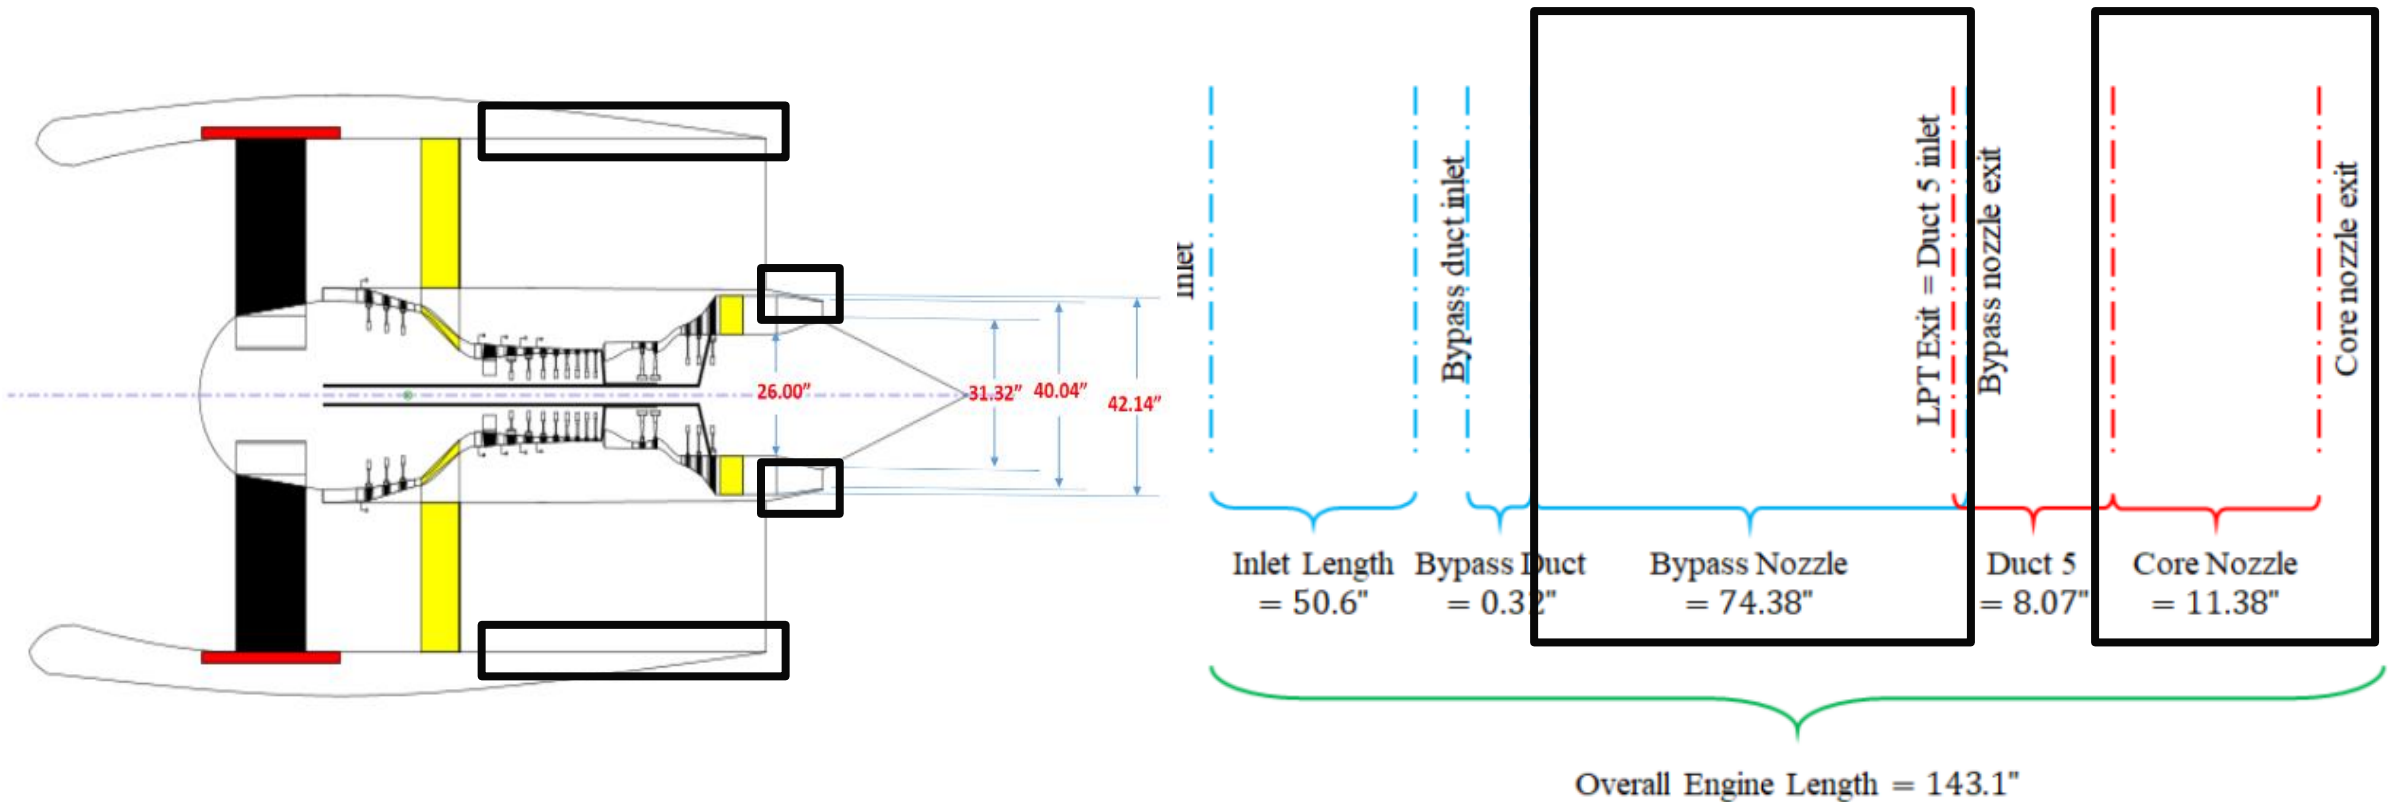 26.00”
31.32”
40.04”
42.14”
Inlet
Bypass duct inlet
LPT Exit = Duct 5 inlet
Bypass nozzle exit
Core nozzle exit
Inlet Length
= 50.6"
Bypass Duct
= 0.32"
Bypass Nozzle
= 74.38"
Duct 5
= 8.07"
Core Nozzle
= 11.38"
Overall Engine Length = 143.1"